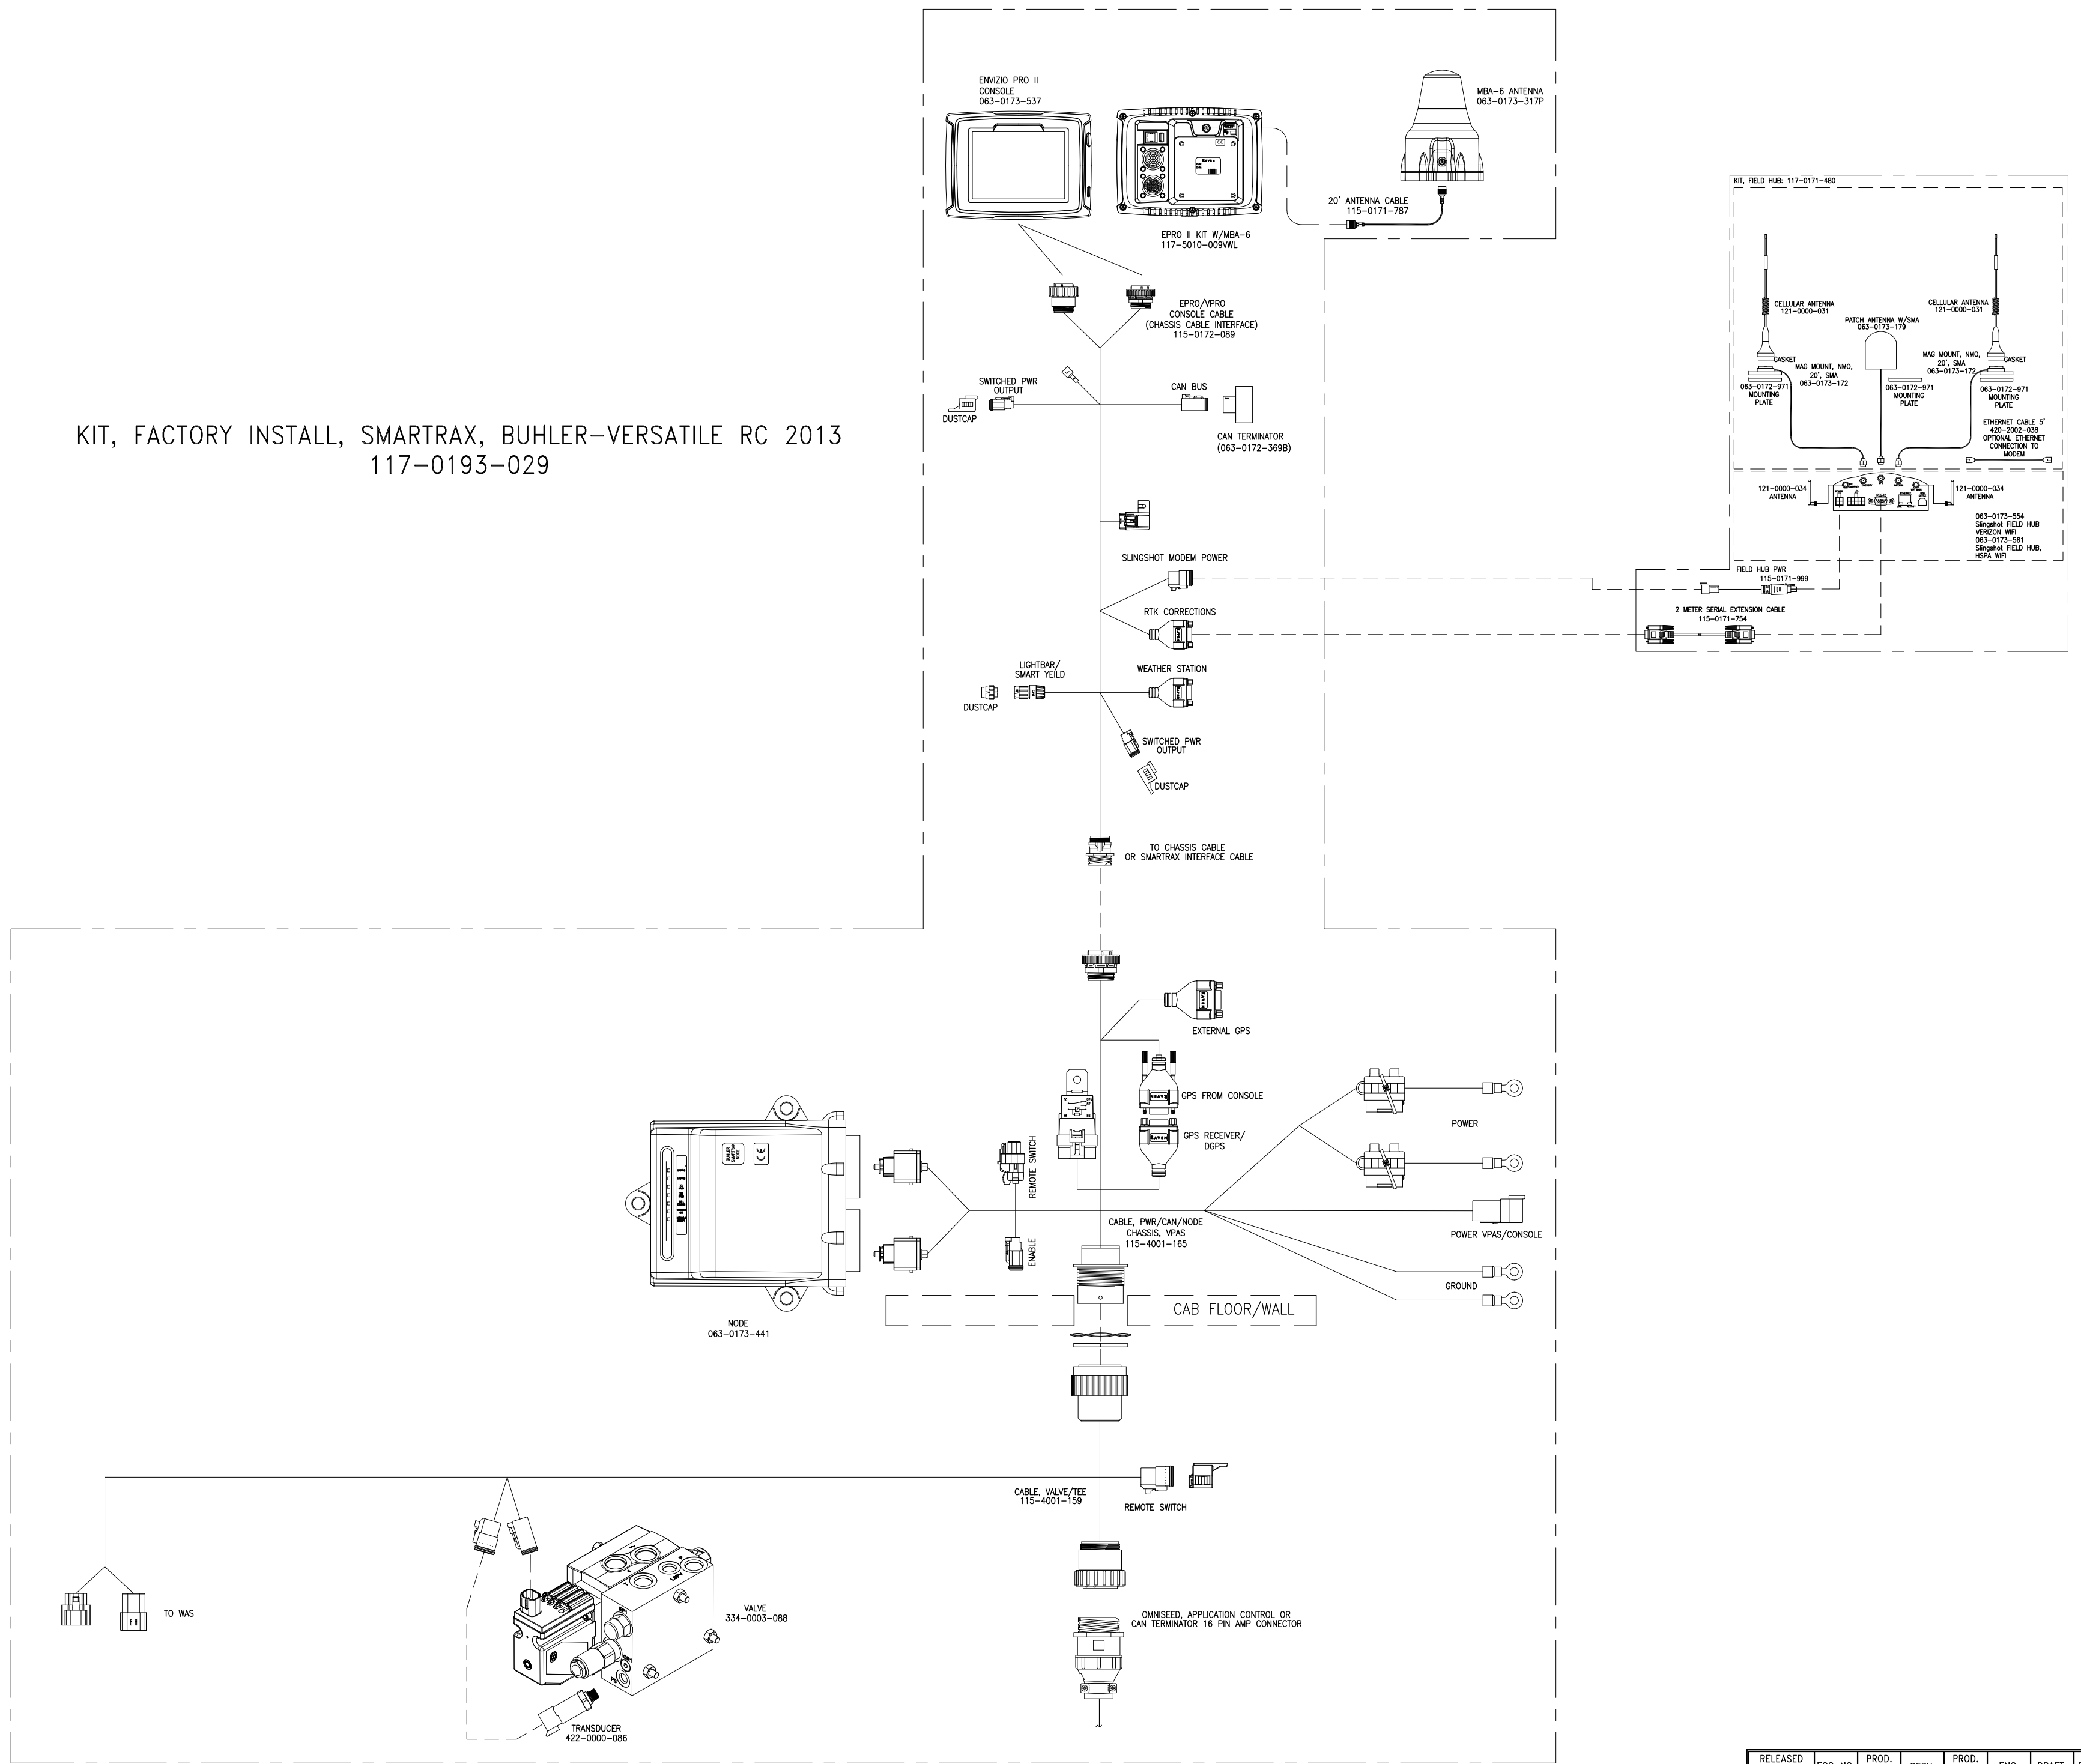 ENVIZIO PRO II
CONSOLE
063-0173-537
MBA-6 ANTENNA
063-0173-317P
20' ANTENNA CABLE
115-0171-787
EPRO II KIT W/MBA-6
117-5010-009VWL
KIT, FIELD HUB: 117-0171-480
CELLULAR ANTENNA
121-0000-031
PATCH ANTENNA W/SMA
063-0173-179
CELLULAR ANTENNA
121-0000-031
GASKET
MAG MOUNT, NMO,
20', SMA
063-0173-172
MAG MOUNT, NMO,
20', SMA
063-0173-172
GASKET
063-0172-971
MOUNTING
PLATE
063-0172-971
MOUNTING
PLATE
063-0172-971
MOUNTING
PLATE
ETHERNET CABLE 5'
420-2002-038
OPTIONAL ETHERNET
CONNECTION TO
MODEM
121-0000-034
ANTENNA
121-0000-034
ANTENNA
063-0173-554
Slingshot FIELD HUB
VERIZON WIFI
063-0173-561
Slingshot FIELD HUB,
HSPA WIFI
FIELD HUB PWR
115-0171-999
2 METER SERIAL EXTENSION CABLE
115-0171-754
EPRO/VPRO
CONSOLE CABLE
(CHASSIS CABLE INTERFACE)
115-0172-089
SWITCHED PWR
OUTPUT
DUSTCAP
CAN BUS
CAN TERMINATOR
(063-0172-369B)
KIT, FACTORY INSTALL, SMARTRAX, BUHLER-VERSATILE RC 2013
117-0193-029
SLINGSHOT MODEM POWER
RTK CORRECTIONS
LIGHTBAR/
SMART YEILD
DUSTCAP
WEATHER STATION
SWITCHED PWR
OUTPUT
DUSTCAP
TO CHASSIS CABLE
OR SMARTRAX INTERFACE CABLE
EXTERNAL GPS
GPS FROM CONSOLE
GPS RECEIVER/
DGPS
RAVEN
BUHLER
SMARTRAX
NODE
CE
REMOTE SWITCH
ENABLE
POWER
CABLE, PWR/CAN/NODE
CHASSIS, VPAS
115-4001-165
POWER VPAS/CONSOLE
GROUND
CAB FLOOR/WALL
NODE
063-0173-441
CABLE, VALVE/TEE
115-4001-159
REMOTE SWITCH
TO WAS
VALVE
334-0003-088
OMNISEED, APPLICATION CONTROL OR
CAN TERMINATOR 16 PIN AMP CONNECTOR
TRANSDUCER
422-0000-086
RELEASED
PROD.
PROD.